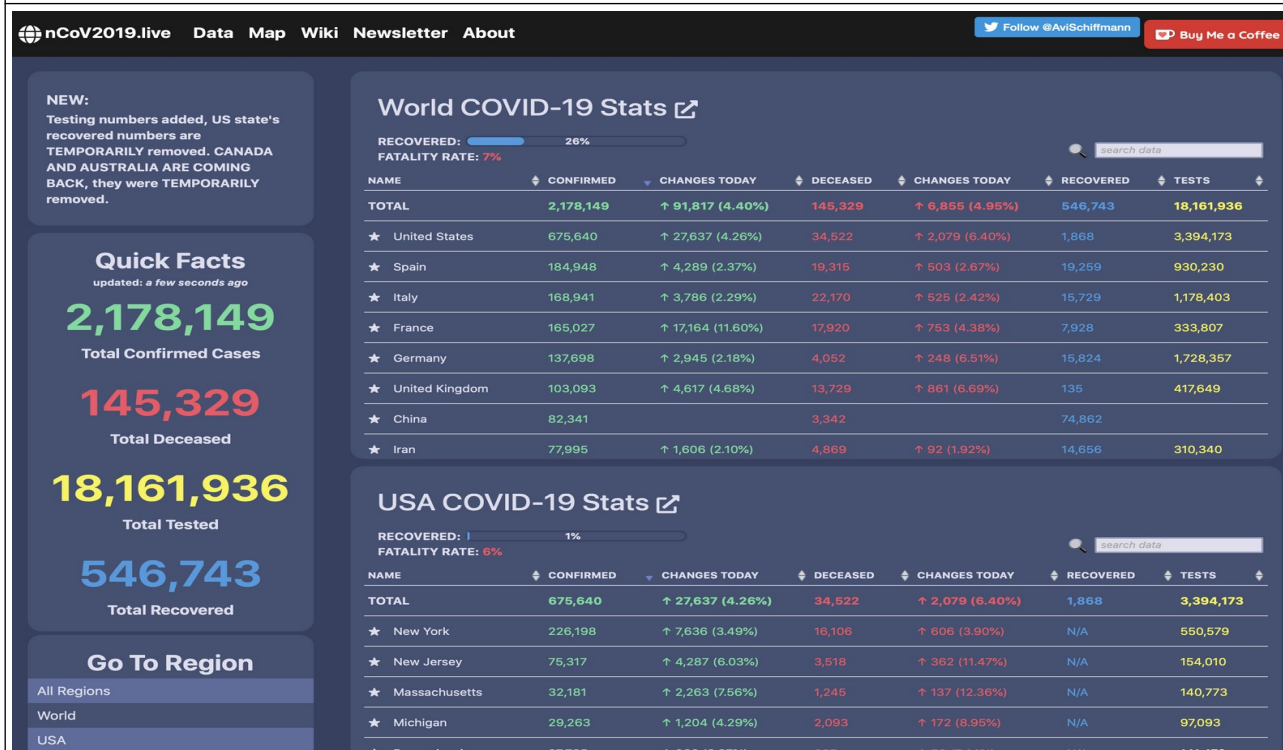 nCoV2019.live Data Map Wiki Newsletter About
Follow @AviSchiffmann
Buy Me a Coffee
NEW:
Testing numbers added, US state's
recovered numbers are
TEMPORARILY removed. CANADA
AND AUSTRALIA ARE COMING
BACK, they were TEMPORARILY
removed.
Quick Facts
updated: a few seconds ago
2,178,149
Total Confirmed Cases
145,329
Total Deceased
18,161,936
Total Tested
546,743
Total Recovered
Go To Region
All Regions
World
USA
World COVID-19 Stats
RECOVERED: 26%
FATALITY RATE: 7%
search data
NAME CONFIRMED CHANGES TODAY DECEASED CHANGES TODAY RECOVERED TESTS
TOTAL 2,178,149 ↑ 91,817 (4.40%) 145,329 ↑ 6,855 (4.95%) 546,743 18,161,936
★ United States 675,640 ↑ 27,637 (4.26%) 34,522 ↑ 2,079 (6.40%) 1,868 3,394,173
★ Spain 184,948 ↑ 4,289 (2.37%) 19,315 ↑ 503 (2.67%) 19,259 930,230
★ Italy 168,941 ↑ 3,786 (2.29%) 22,170 ↑ 525 (2.42%) 15,729 1,178,403
★ France 165,027 ↑ 17,164 (11.60%) 17,920 ↑ 753 (4.38%) 7,928 333,807
★ Germany 137,698 ↑ 2,945 (2.18%) 4,052 ↑ 248 (6.51%) 15,824 1,728,357
★ United Kingdom 103,093 ↑ 4,617 (4.68%) 13,729 ↑ 861 (6.69%) 135 417,649
★ China 82,341 3,342 74,862
★ Iran 77,995 ↑ 1,606 (2.10%) 4,869 ↑ 92 (1.92%) 14,656 310,340
USA COVID-19 Stats
RECOVERED: 1%
FATALITY RATE: 6%
search data
NAME CONFIRMED CHANGES TODAY DECEASED CHANGES TODAY RECOVERED TESTS
TOTAL 675,640 ↑ 27,637 (4.26%) 34,522 ↑ 2,079 (6.40%) 1,868 3,394,173
★ New York 226,198 ↑ 7,636 (3.49%) 16,106 ↑ 606 (3.90%) N/A 550,579
★ New Jersey 75,317 ↑ 4,287 (6.03%) 3,518 ↑ 362 (11.47%) N/A 154,010
★ Massachusetts 32,181 ↑ 2,263 (7.56%) 1,245 ↑ 137 (12.36%) N/A 140,773
★ Michigan 29,263 ↑ 1,204 (4.29%) 2,093 ↑ 172 (8.95%) N/A 97,093